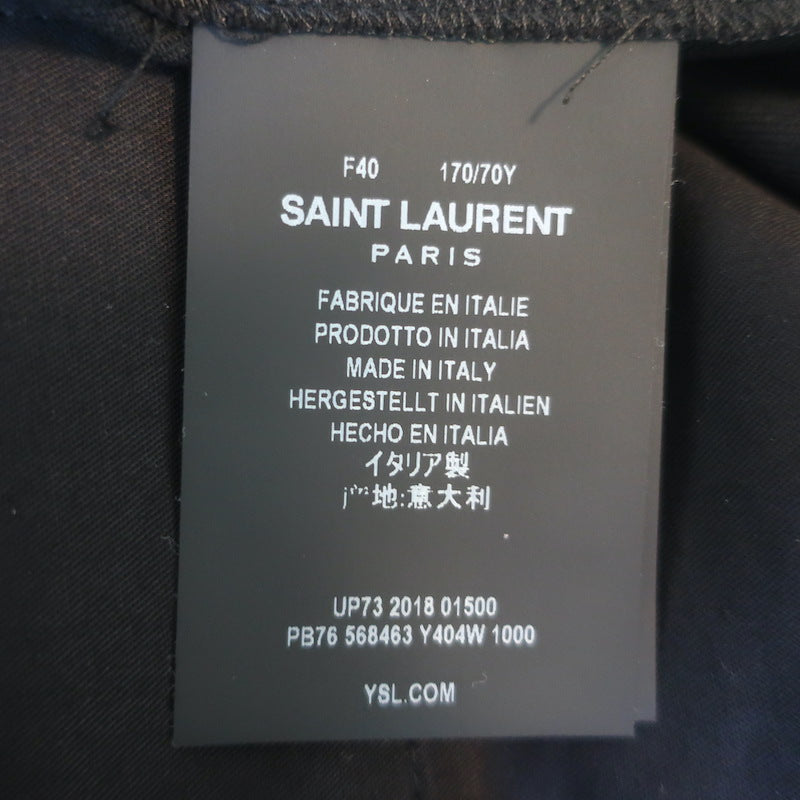 F40 170/70Y
SAINT LAURENT
PARIS
FABRIQUE EN ITALIE
PRODOTTO IN ITALIA
MADE IN ITALY
HERGESTELLT IN ITALIEN
HECHO EN ITALIA
イタリア製
地:意大利
UP73 2018 01500
PB76 568463 Y404W 1000
YSL.COM